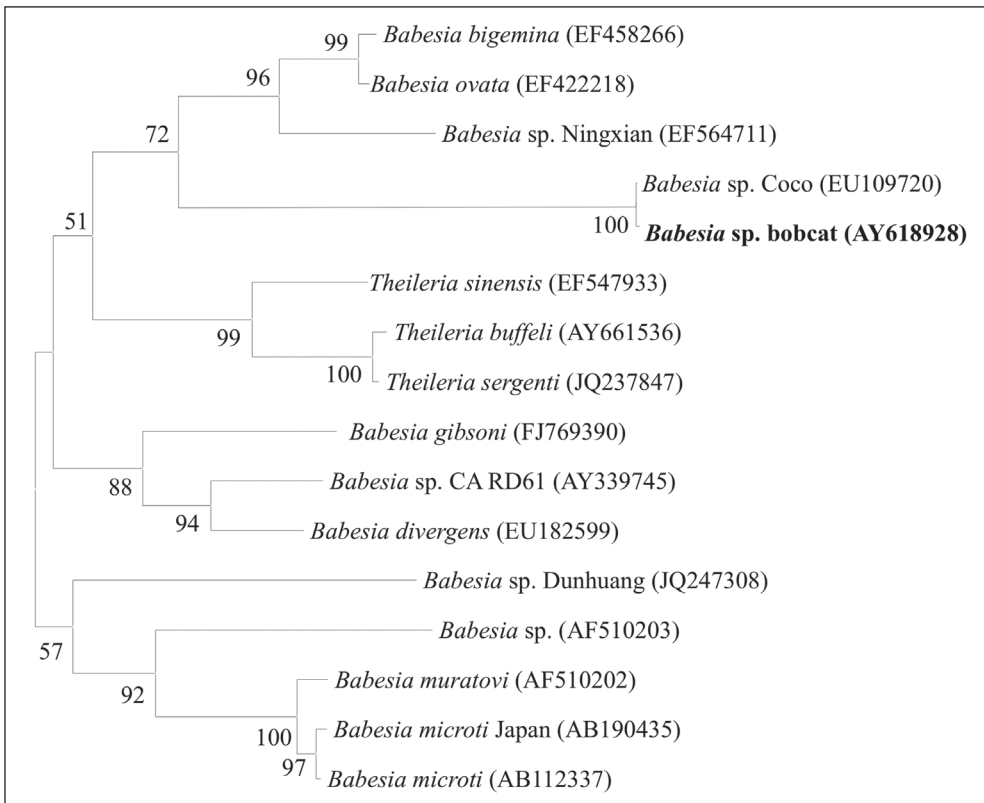 99 Babesia bigemina (EF458266)
96 Babesia ovata (EF422218)
72 Babesia sp. Ningxian (EF564711)
Babesia sp. Coco (EU109720)
51 100 Babesia sp. bobcat (AY618928)
Theileria sinensis (EF547933)
99 Theileria buffeli (AY661536)
100 Theileria sergenti (JQ237847)
Babesia gibsoni (FJ769390)
88 Babesia sp. CA RD61 (AY339745)
94 Babesia divergens (EU182599)
Babesia sp. Dunhuang (JQ247308)
57 Babesia sp. (AF510203)
92 Babesia muratovi (AF510202)
100 Babesia microti Japan (AB190435)
97 Babesia microti (AB112337)